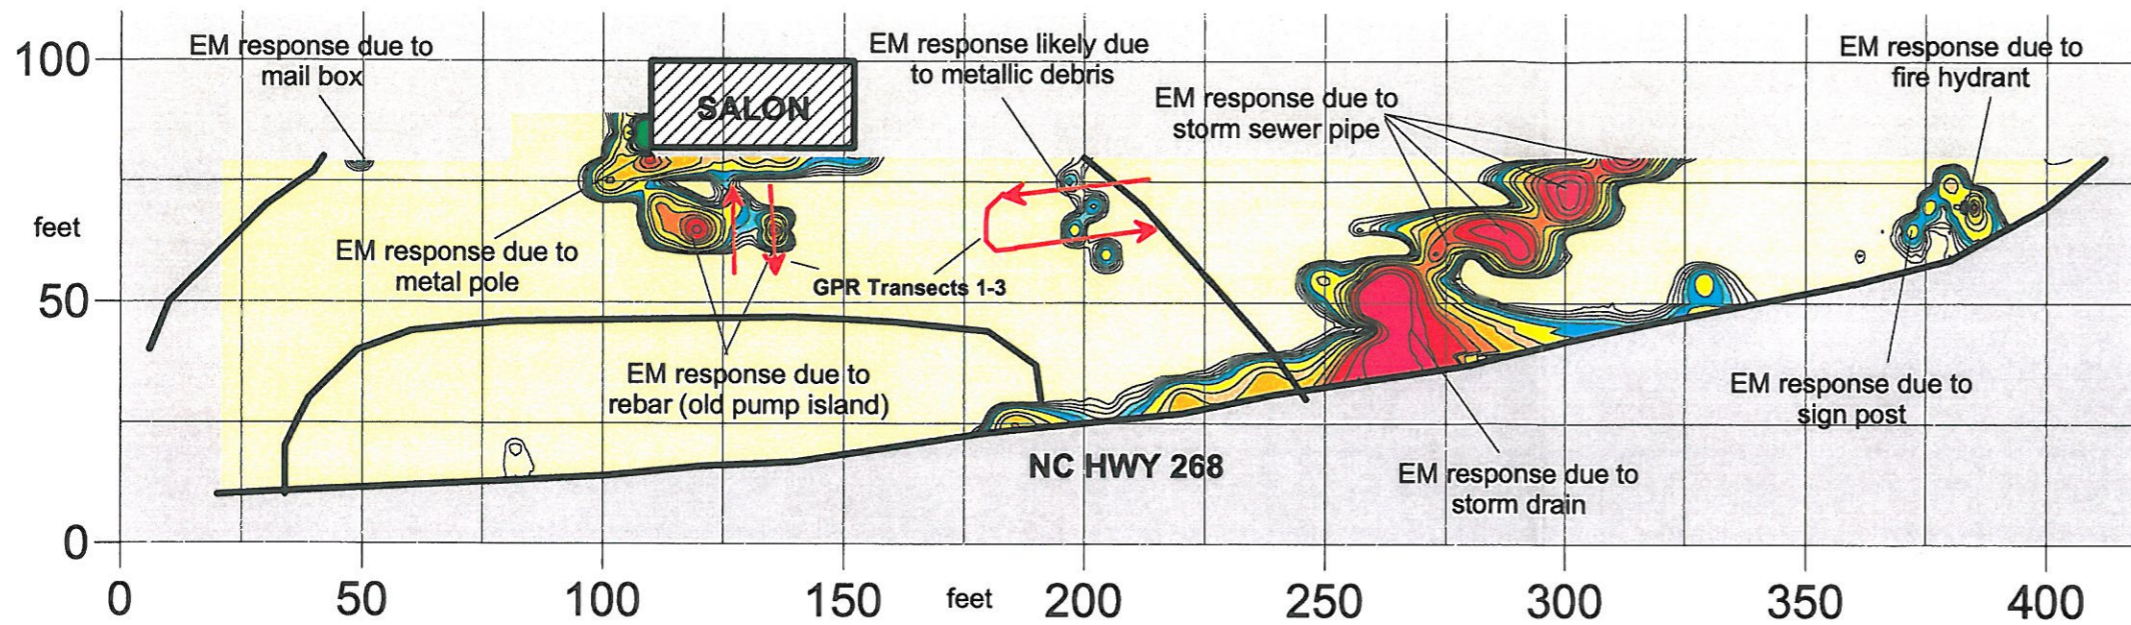 EM response due to
mail box
SALON
EM response likely due
to metallic debris
EM response due to
storm sewer pipe
EM response due to
fire hydrant
EM response due to
metal pole
GPR Transects 1-3
EM response due to
rebar (old pump island)
NC HWY 268
EM response due to
storm drain
EM response due to
sign post
100
feet
50
0
0 50 100 150 feet 200 250 300 350 400